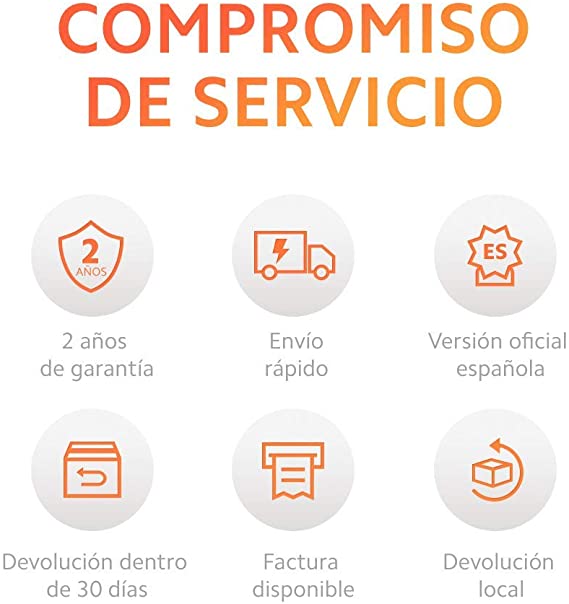 COMPROMISO
DE SERVICIO
2
AÑOS
ES
2 años
de garantía
Envío
rápido
Versión oficial
española
Devolución dentro
de 30 días
Factura
disponible
Devolución
local